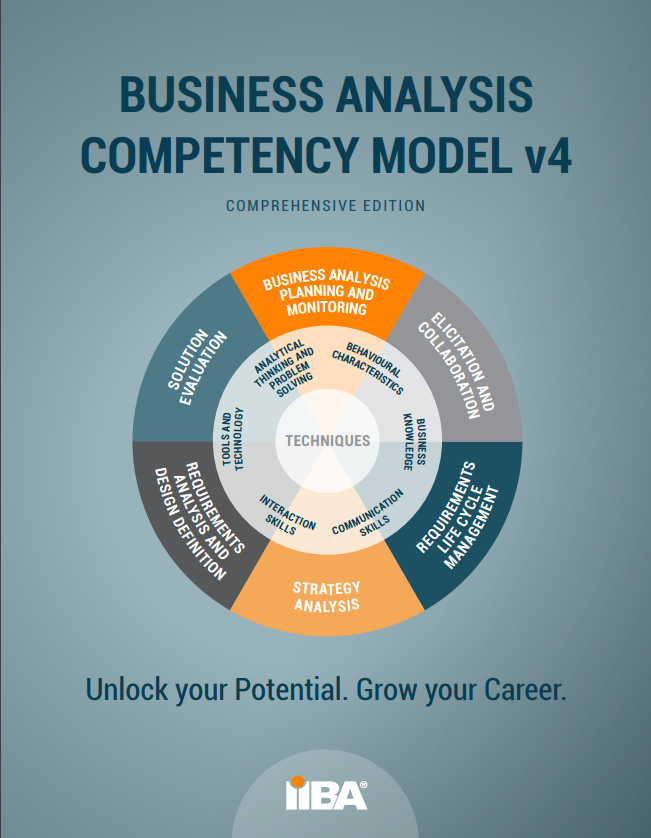 BUSINESS ANALYSIS
COMPETENCY MODEL v4
COMPREHENSIVE EDITION
BUSINESS ANALYSIS
PLANNING AND
MONITORING
ELICITATION AND
COLLABORATION
REQUIREMENTS
LIFE CYCLE
MANAGEMENT
STRATEGY
ANALYSIS
REQUIREMENTS
ANALYSIS AND
DESIGN DEFINITION
SOLUTION
EVALUATION
ANALYTICAL
THINKING AND
PROBLEM
SOLVING
BEHAVIOURAL
CHARACTERISTICS
BUSINESS
KNOWLEDGE
COMMUNICATION
SKILLS
INTERACTION
SKILLS
TOOLS AND
TECHNOLOGY
TECHNIQUES
Unlock your Potential. Grow your Career.
iiBA®